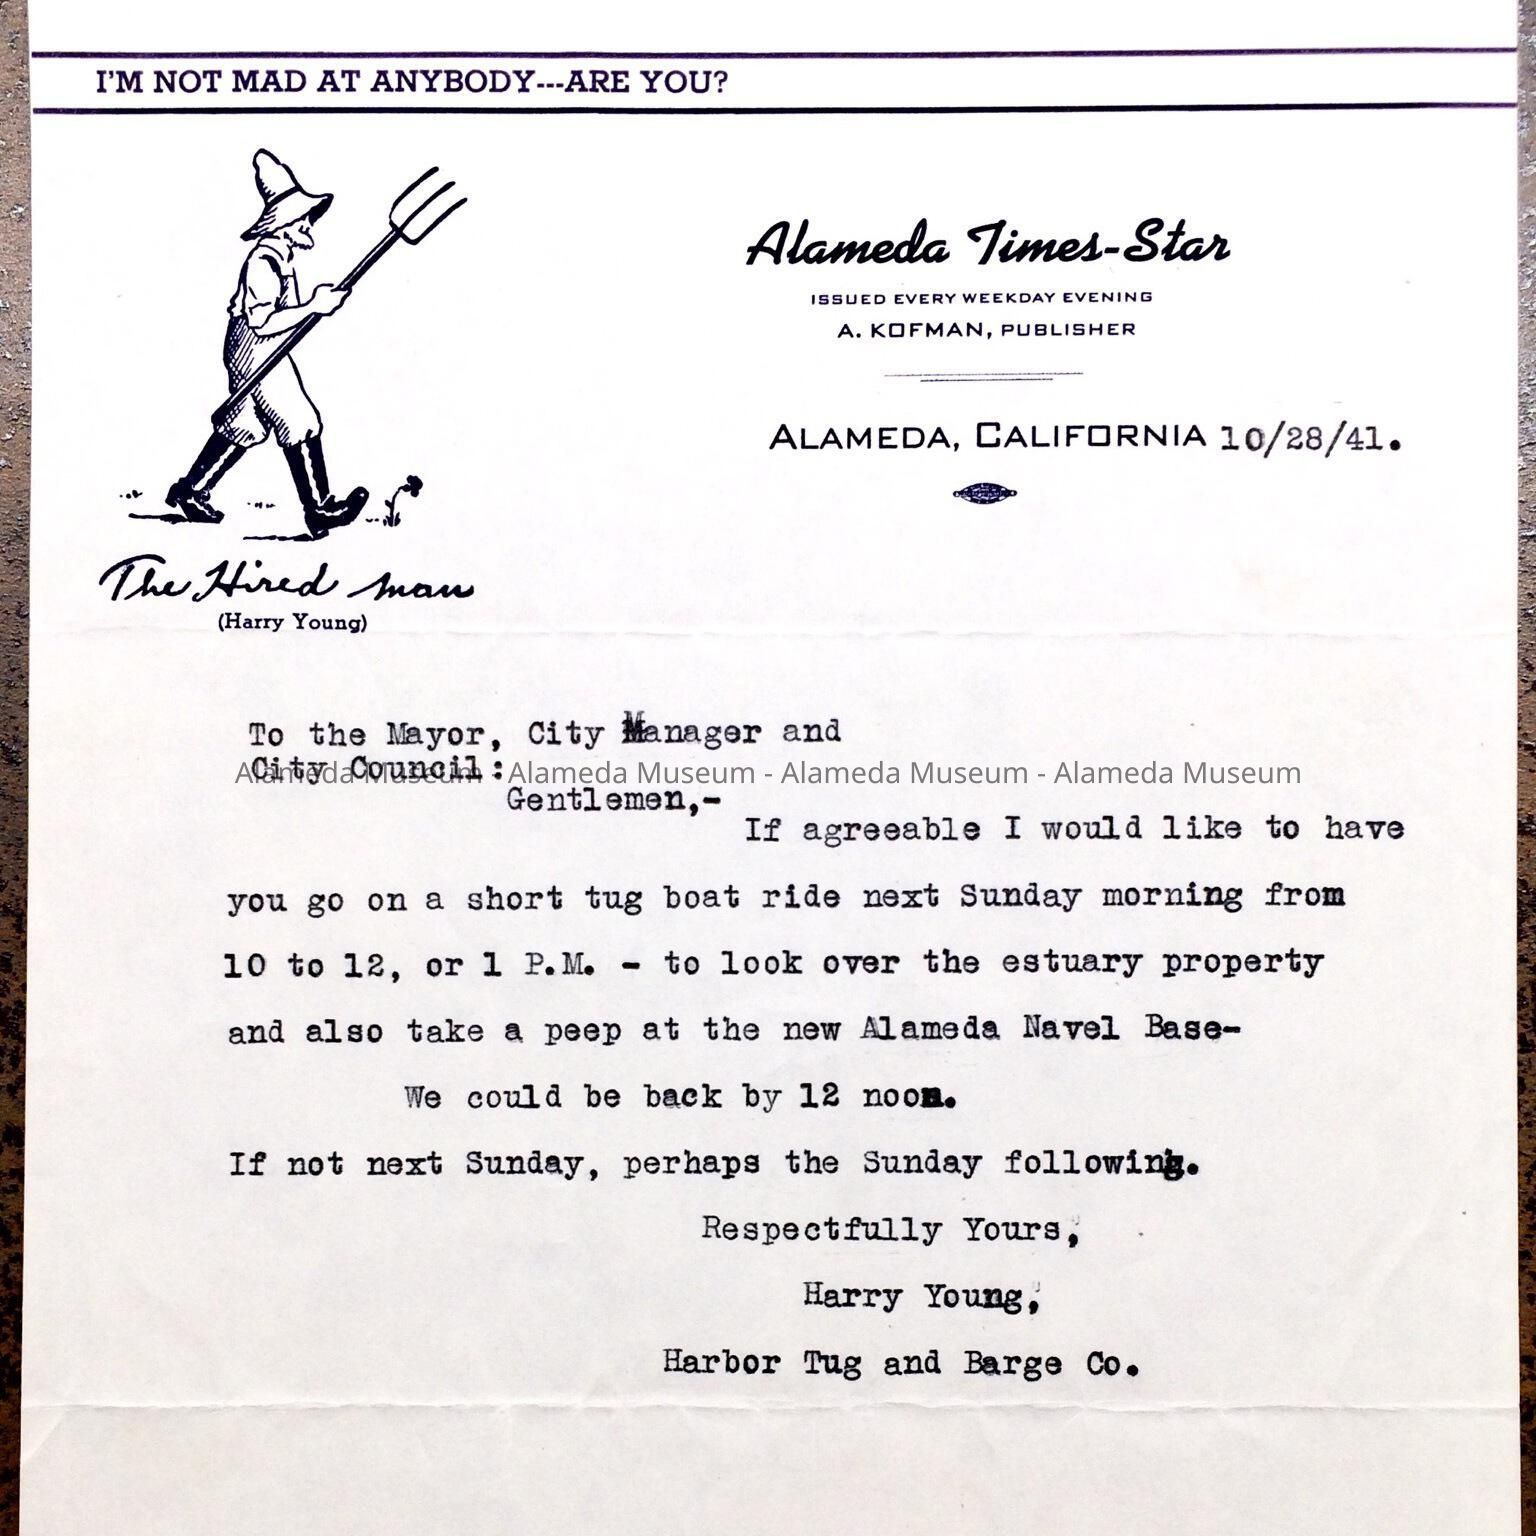 I'M NOT MAD AT ANYBODY---ARE YOU?
Alameda Times-Star
ISSUED EVERY WEEKDAY EVENING
A. KOFMAN, PUBLISHER
ALAMEDA, CALIFORNIA 10/28/41.
The Hired man
(Harry Young)
To the Mayor, City Manager and
City Council:
Alameda Museum - Alameda Museum - Alameda Museum - Alameda Museum
Gentlemen,-
If agreeable I would like to have
you go on a short tug boat ride next Sunday morning from
10 to 12, or 1 P.M. - to look over the estuary property
and also take a peep at the new Alameda Navel Base-
We could be back by 12 noon.
If not next Sunday, perhaps the Sunday following.
Respectfully Yours,
Harry Young,
Harbor Tug and Barge Co.